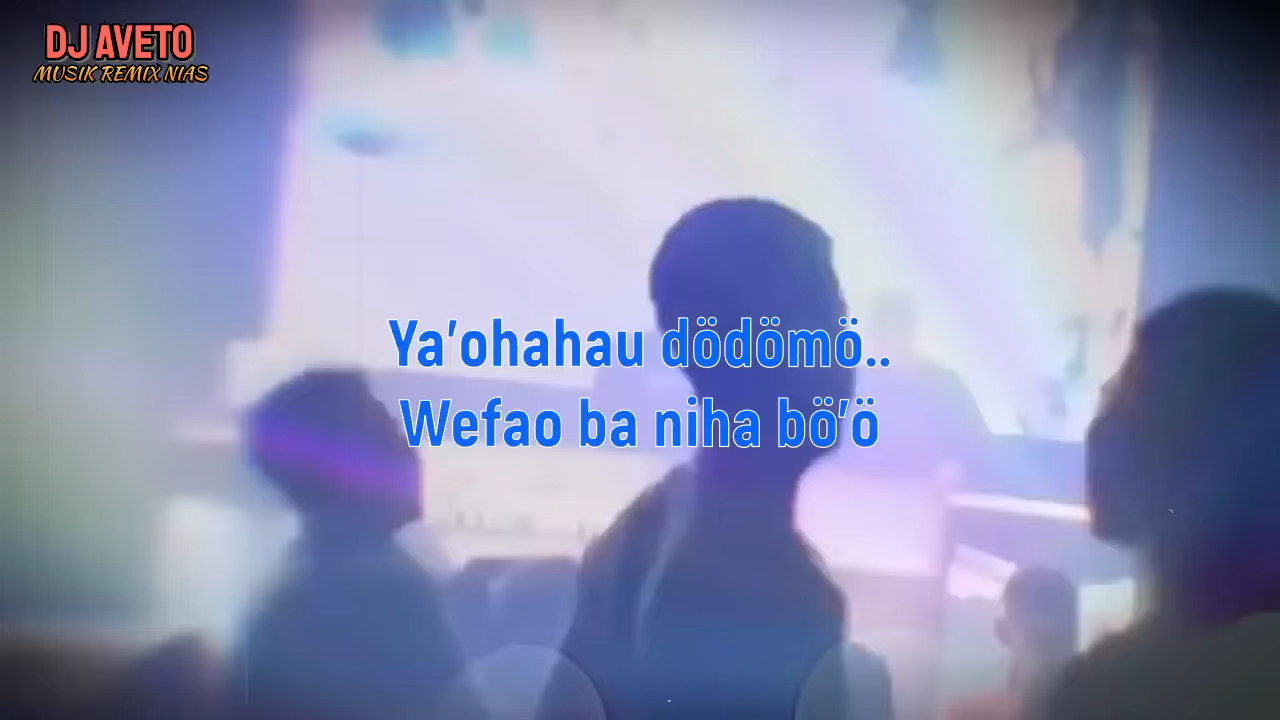 DJ AVETO
MUSIK REMIX NIAS
Ya'ohahau dödömö..
Wefao ba niha bö'ö